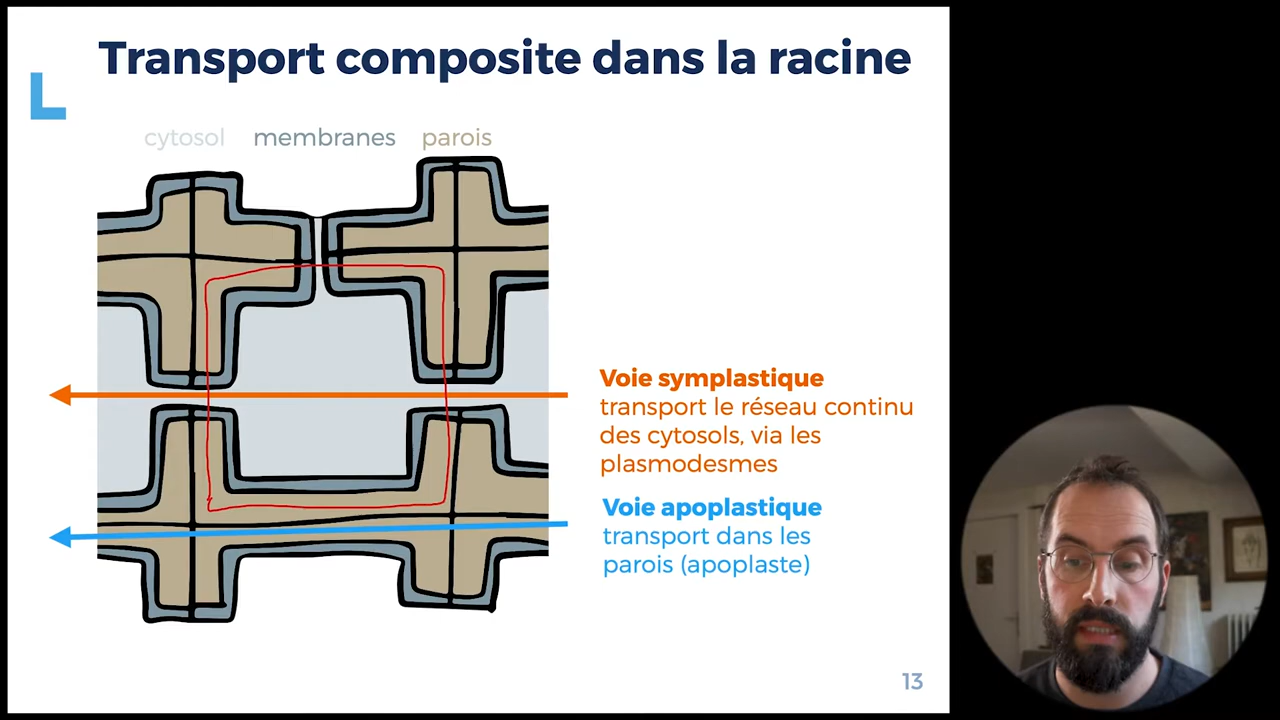 Transport composite dans la racine
cytosol membranes parois
Voie symplastique
transport le réseau continu
des cytosols, via les
plasmodesmes
Voie apoplastique
transport dans les
parois (apoplaste)
13